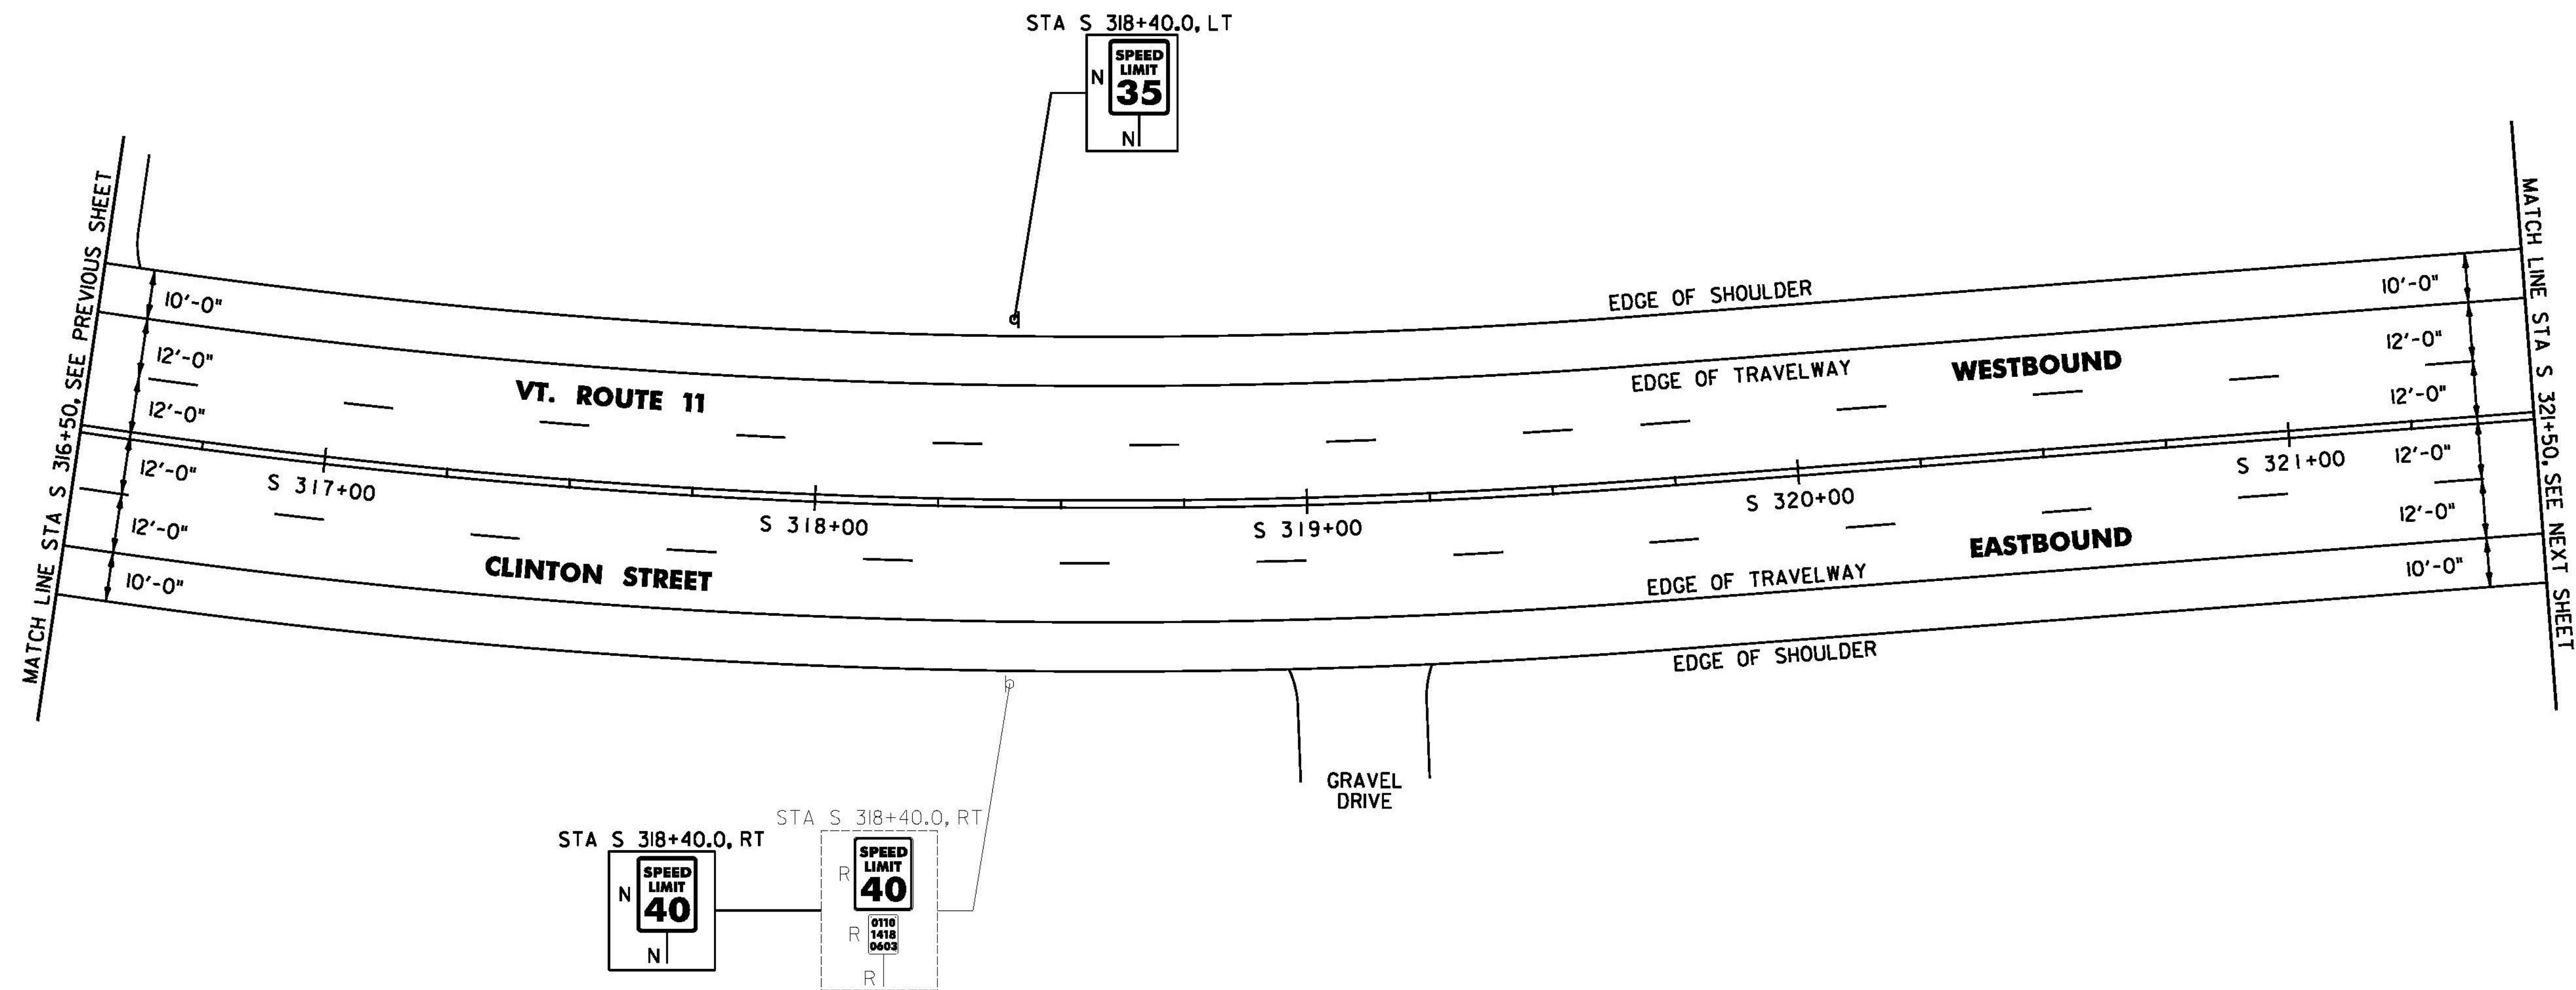 STA S 318+40.0, LT
N
SPEED
LIMIT
35
N
MATCH LINE STA S 316+50, SEE PREVIOUS SHEET
MATCH LINE STA S 321+50, SEE NEXT SHEET
10'-0"
12'-0"
12'-0"
12'-0"
12'-0"
10'-0"
VT. ROUTE 11
CLINTON STREET
EDGE OF SHOULDER
EDGE OF TRAVELWAY
WESTBOUND
S 317+00
S 318+00
S 319+00
S 320+00
S 321+00
EASTBOUND
EDGE OF TRAVELWAY
EDGE OF SHOULDER
10'-0"
12'-0"
12'-0"
12'-0"
12'-0"
10'-0"
GRAVEL
DRIVE
STA S 318+40.0, RT
N
SPEED
LIMIT
40
N
STA S 318+40.0, RT
R
SPEED
LIMIT
40
R
0110
1418
0603
R